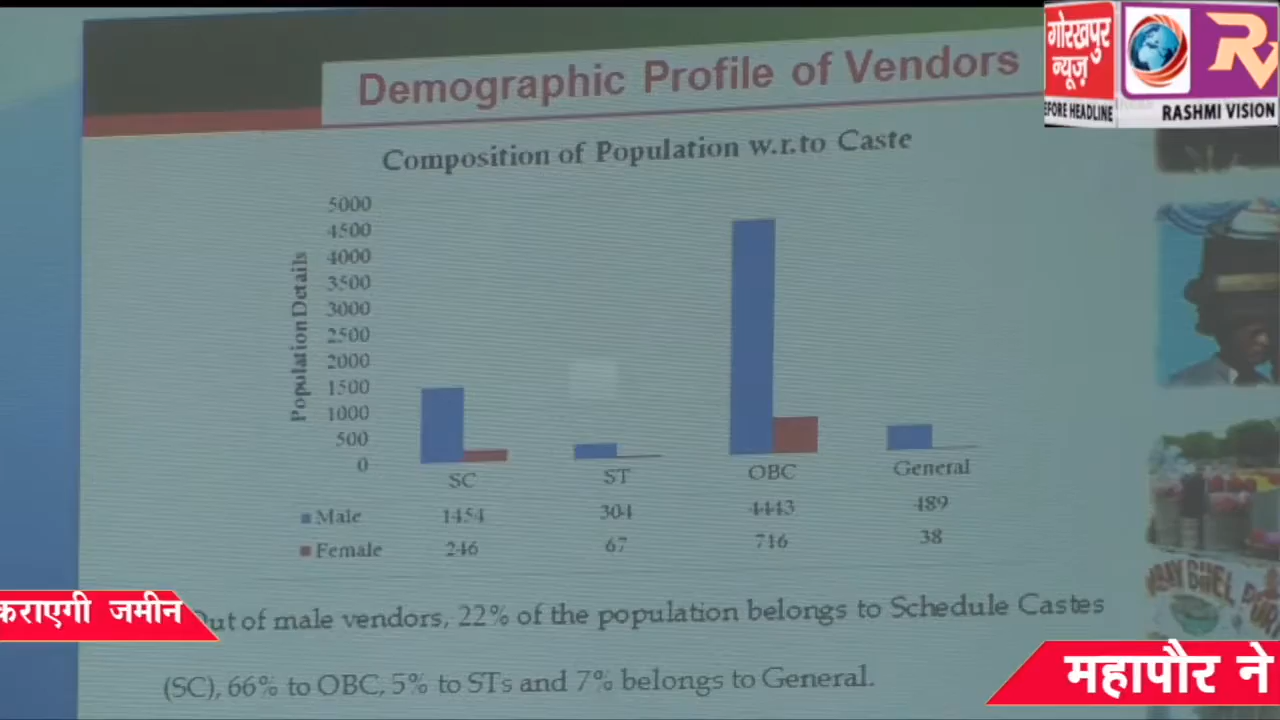 Demographic Profile of Vendors
गोरखपुर
न्यूज़
EFORE HEADLINE
RV
RASHMI VISION
Composition of Population w.r.to Caste
Population Details
5000
4500
4000
3500
3000
2500
2000
1500
1000
500
0
SC ST OBC General
Male 1454 304 4443 489
Female 246 67 716 38
कराएगी जमीन
Out of male vendors, 22% of the population belongs to Schedule Castes
(SC), 66% to OBC, 5% to STs and 7% belongs to General.
महापौर ने